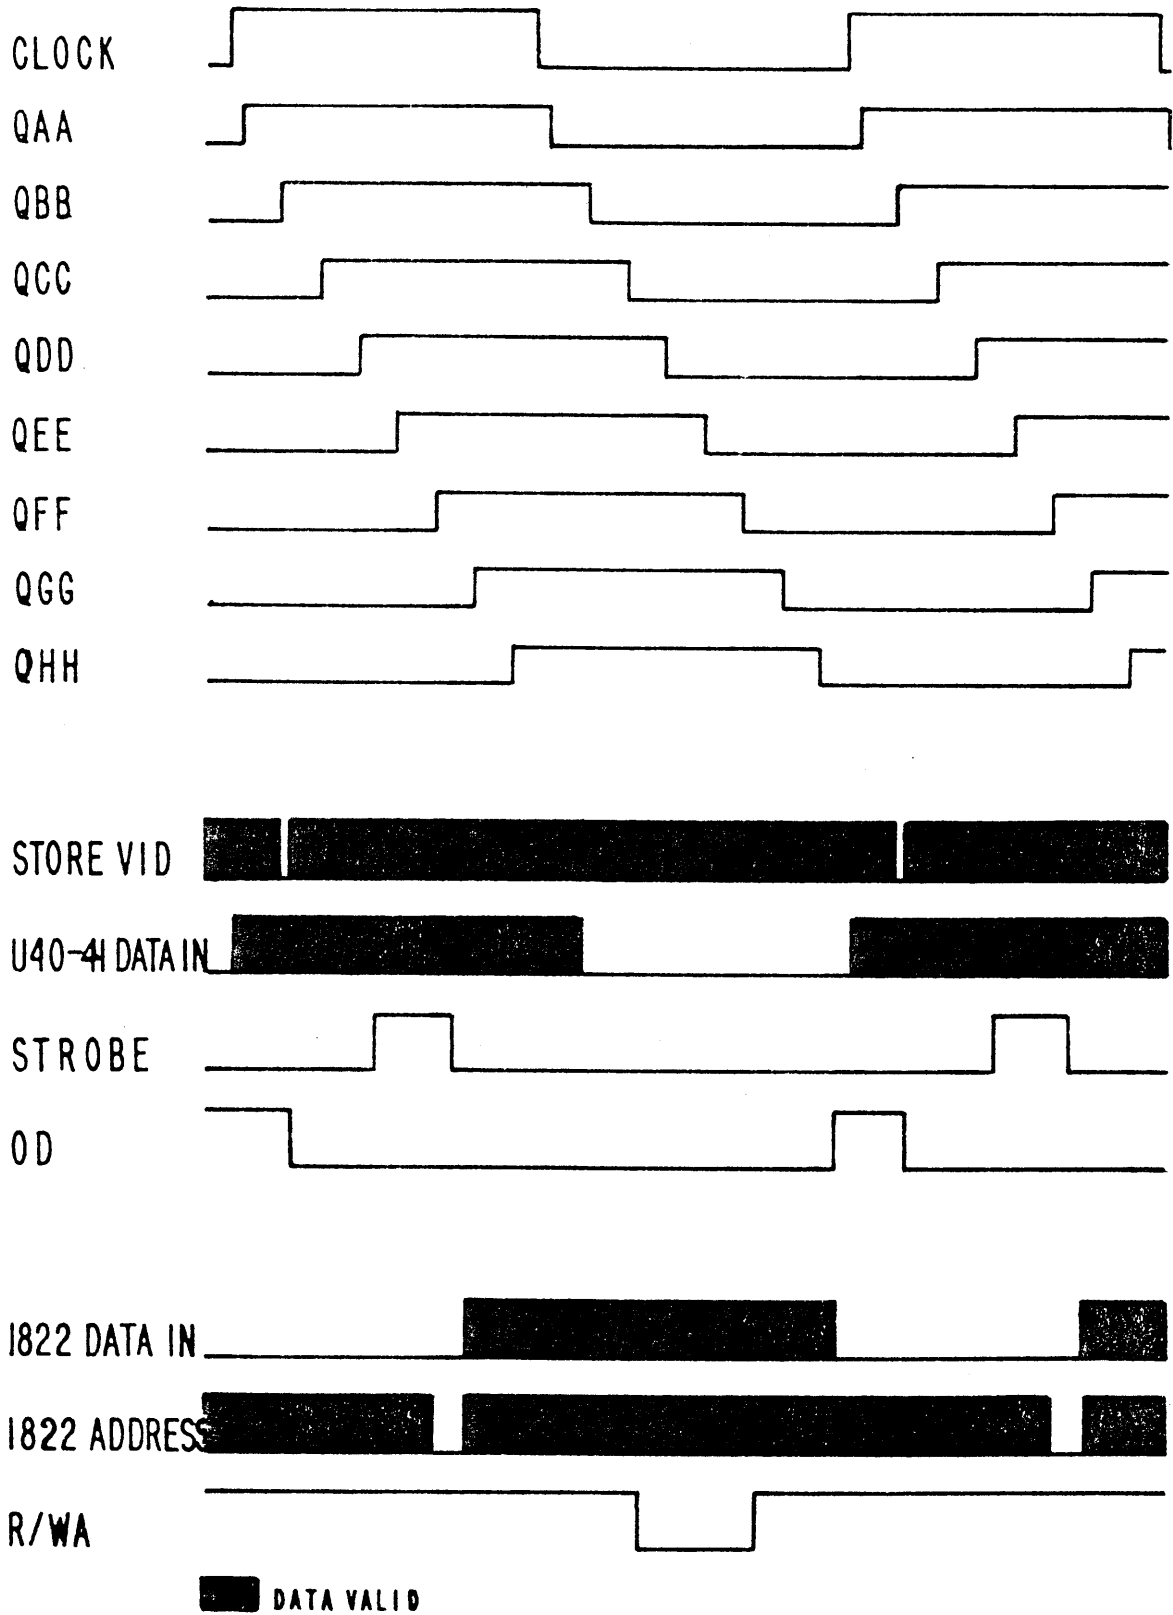 CLOCK
QAA
QBB
QCC
QDD
QEE
QFF
QGG
QHH
STORE VID
U40-41 DATA IN
STROBE
OD
1822 DATA IN
1822 ADDRESS
R/WA
DATA VALID